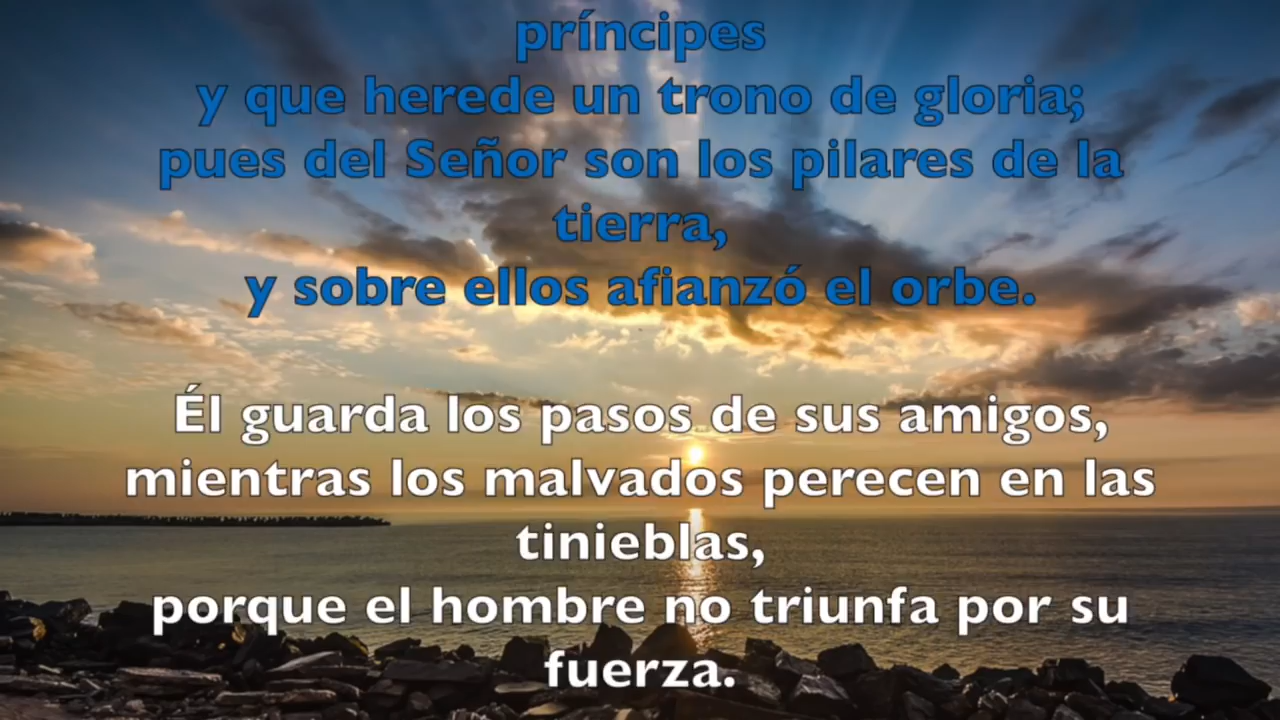 príncipes
y que herede un trono de gloria;
pues del Señor son los pilares de la
tierra,
y sobre ellos afianzó el orbe.
Él guarda los pasos de sus amigos,
mientras los malvados perecen en las
tinieblas,
porque el hombre no triunfa por su
fuerza.